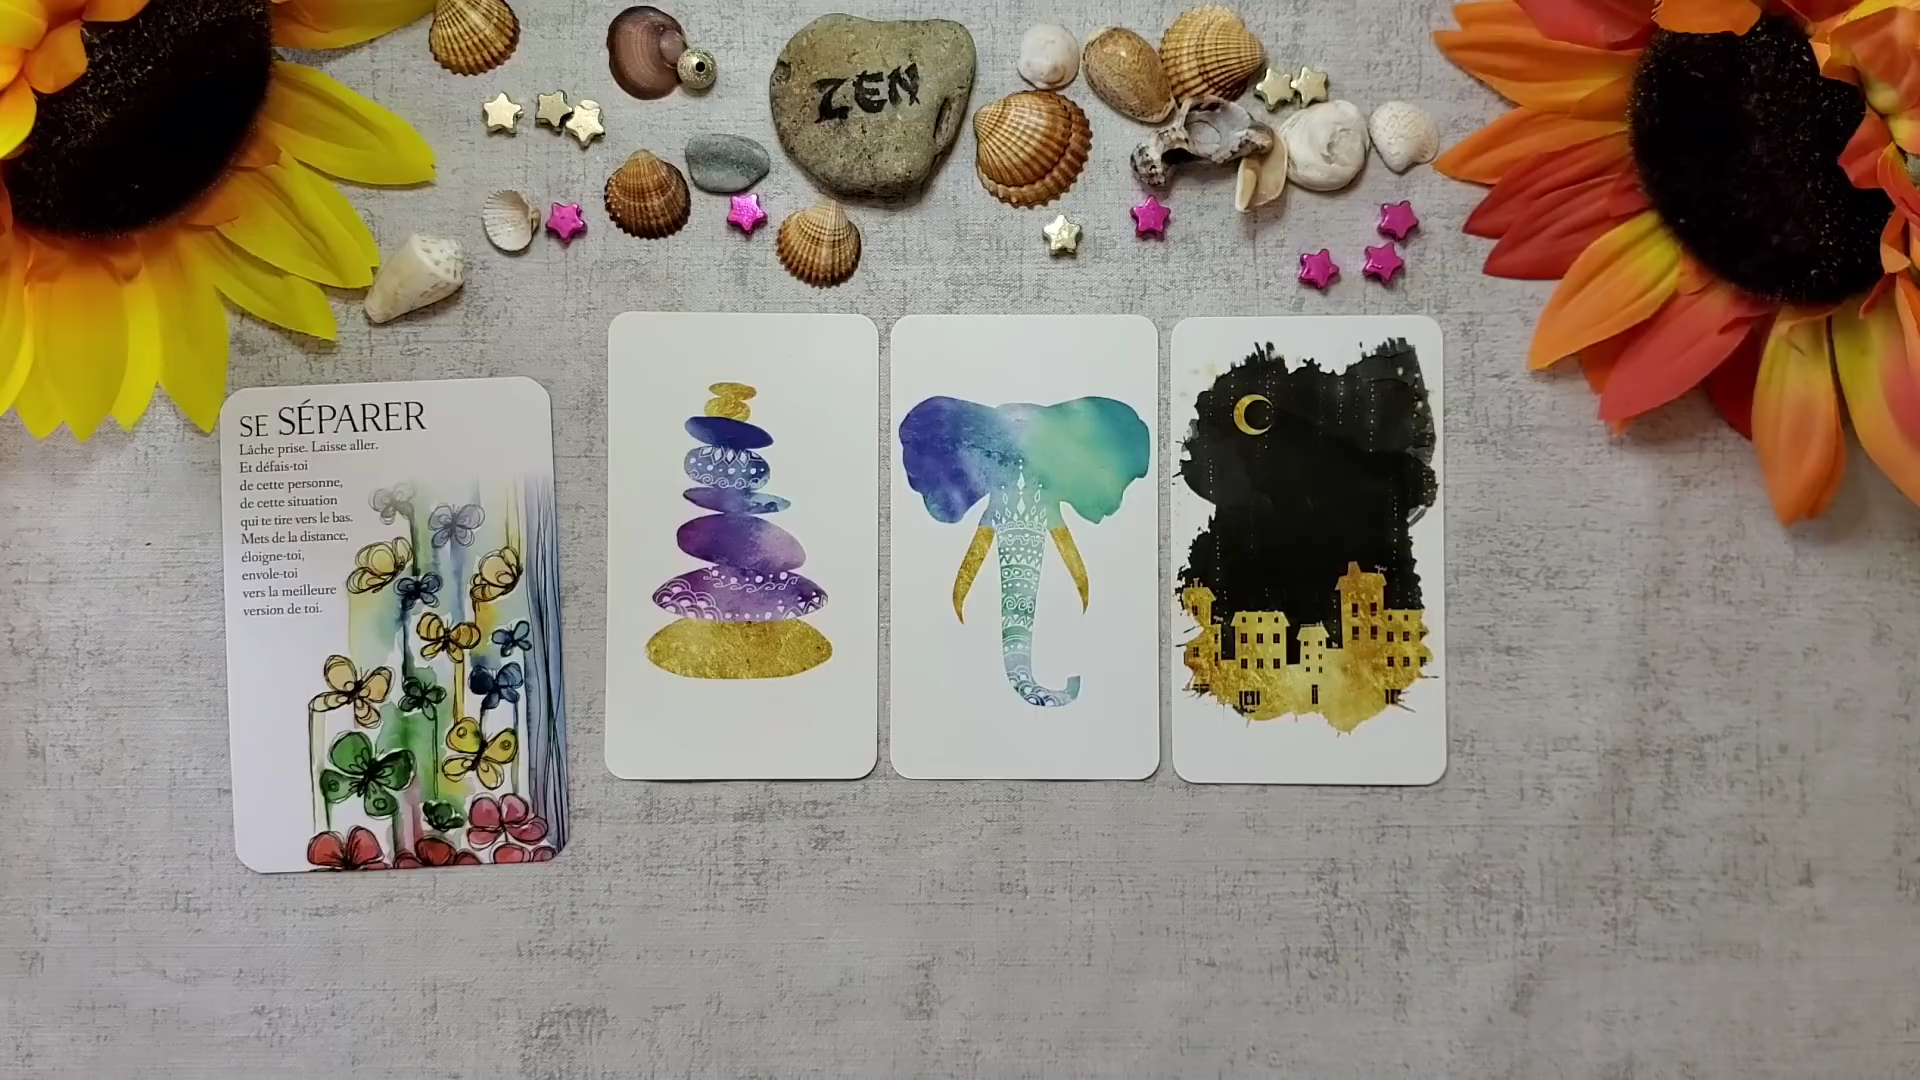 ZEN
SE SÉPARER
Lâche prise. Laisse aller.
Et défais-toi
de cette personne,
de cette situation
qui te tire vers le bas.
Mets de la distance,
éloigne-toi,
envole-toi
vers la meilleure
version de toi.